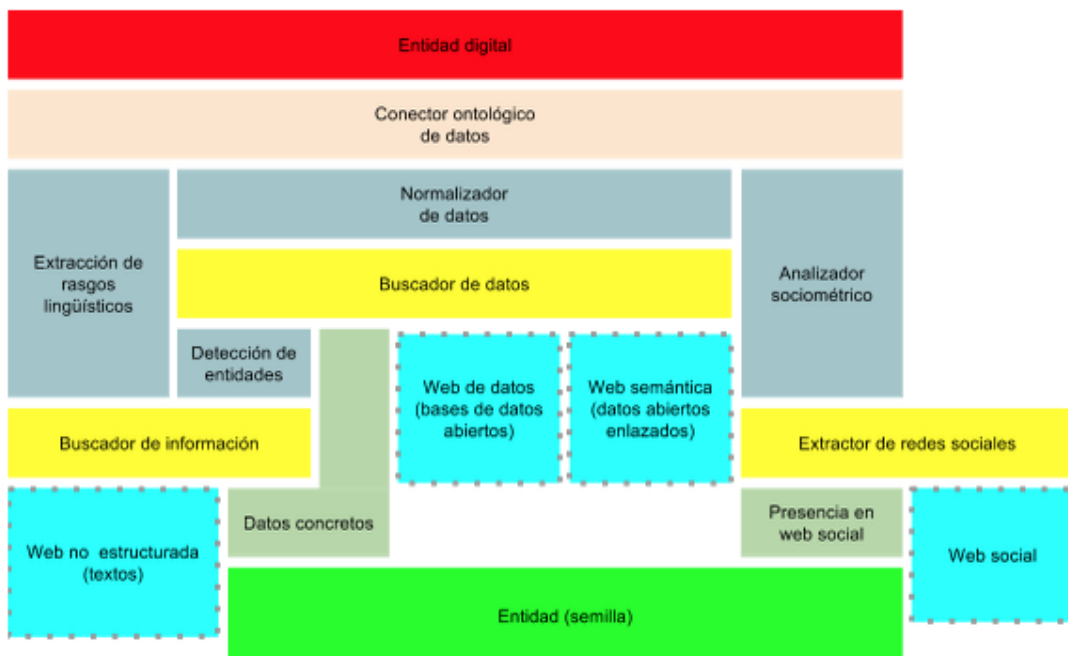 Entidad digital
Conector ontológico
de datos
Normalizador
de datos
Extracción de
rasgos
lingüísticos
Buscador de datos
Analizador
sociométrico
Detección de
entidades
Web de datos
(bases de datos
abiertos)
Web semántica
(datos abiertos
enlazados)
Buscador de información
Extractor de redes sociales
Datos concretos
Presencia en
web social
Web no estructurada
(textos)
Web social
Entidad (semilla)